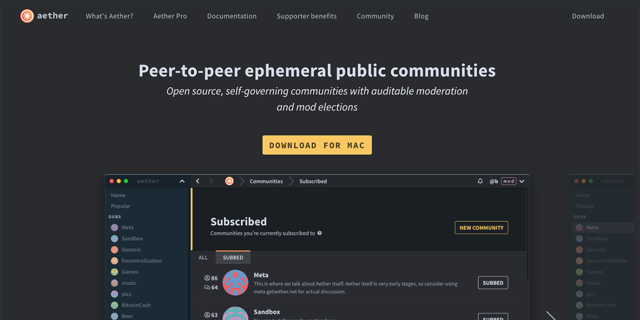 aether
What's Aether?
Aether Pro
Documentation
Supporter benefits
Community
Blog
Download
Peer-to-peer ephemeral public communities
Open source, self-governing communities with auditable moderation
and mod elections
DOWNLOAD FOR MAC
aether
Communities
Subscribed
@b
mod
Home
Popular
SUBS
Meta
Sandbox
Genesis
Decentralization
Games
music
pics
BitcoinCash
Beer
Subscribed
Communities you're currently subscribed to
NEW COMMUNITY
ALL
SUBBED
86
64
Meta
This is where we talk about Aether itself. Aether itself is very early stages, so consider using
meta.getaether.net for actual discussion.
SUBBED
63
Sandbox
SUBBED
aether
Home
Popular
SUBS
Meta
Sandbox
Genesis
Decentralization
Games
music
pics
BitcoinCash
Beer